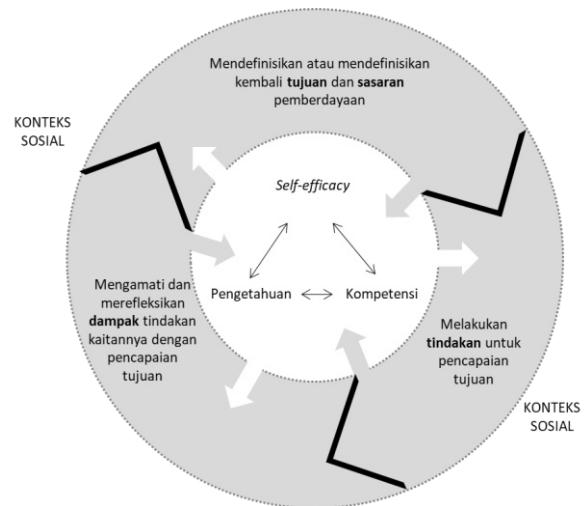 Mendefinisikan atau mendefinisikan
kembali tujuan dan sasaran
pemberdayaan
KONTEKS
SOSIAL
Self-efficacy
Pengetahuan
Kompetensi
Mengamati dan
merefleksikan
dampak tindakan
kaitannya dengan
pencapaian
tujuan
Melakukan
tindakan untuk
pencapaian
tujuan
KONTEKS
SOSIAL